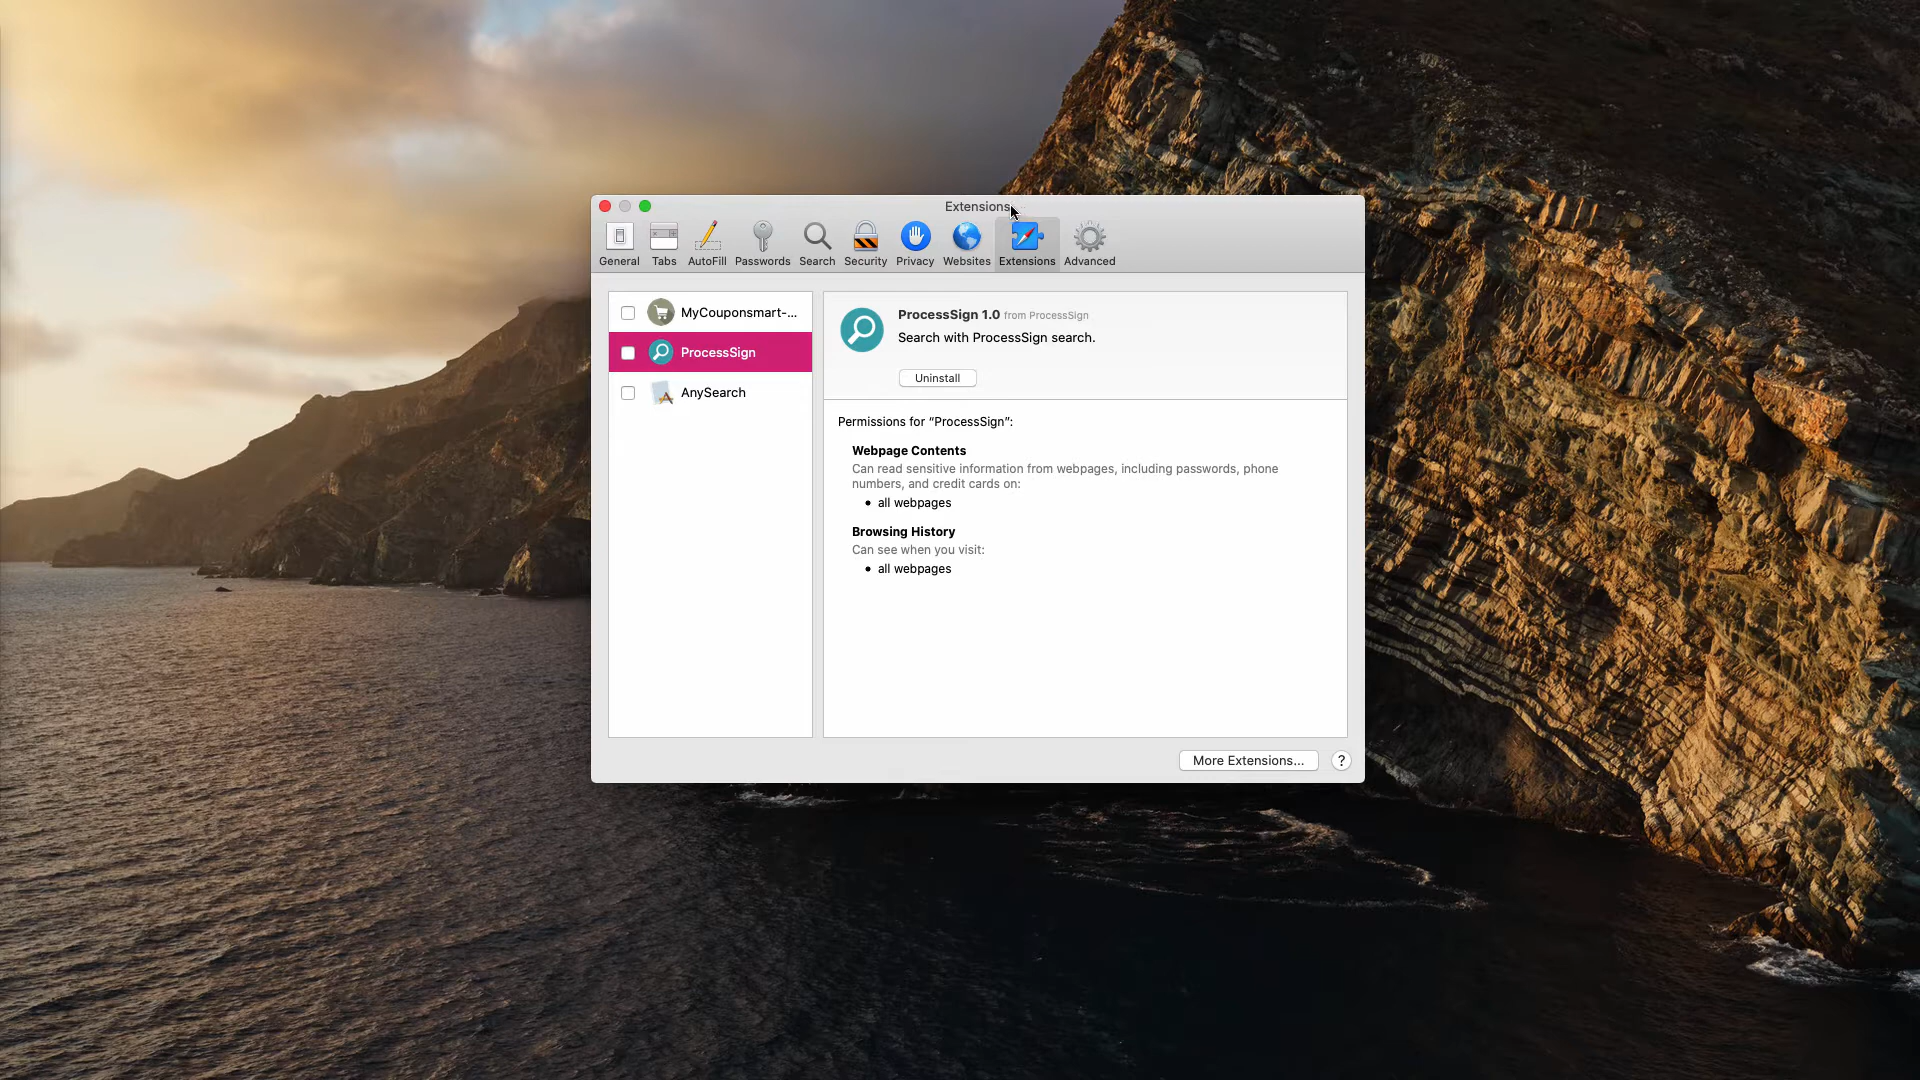 Extensions
General Tabs AutoFill Passwords Search Security Privacy Websites Extensions Advanced
MyCouponsmart-...
ProcessSign
AnySearch
ProcessSign 1.0 from ProcessSign
Search with ProcessSign search.
Uninstall
Permissions for “ProcessSign”:
Webpage Contents
Can read sensitive information from webpages, including passwords, phone
numbers, and credit cards on:
• all webpages
Browsing History
Can see when you visit:
• all webpages
More Extensions... ?